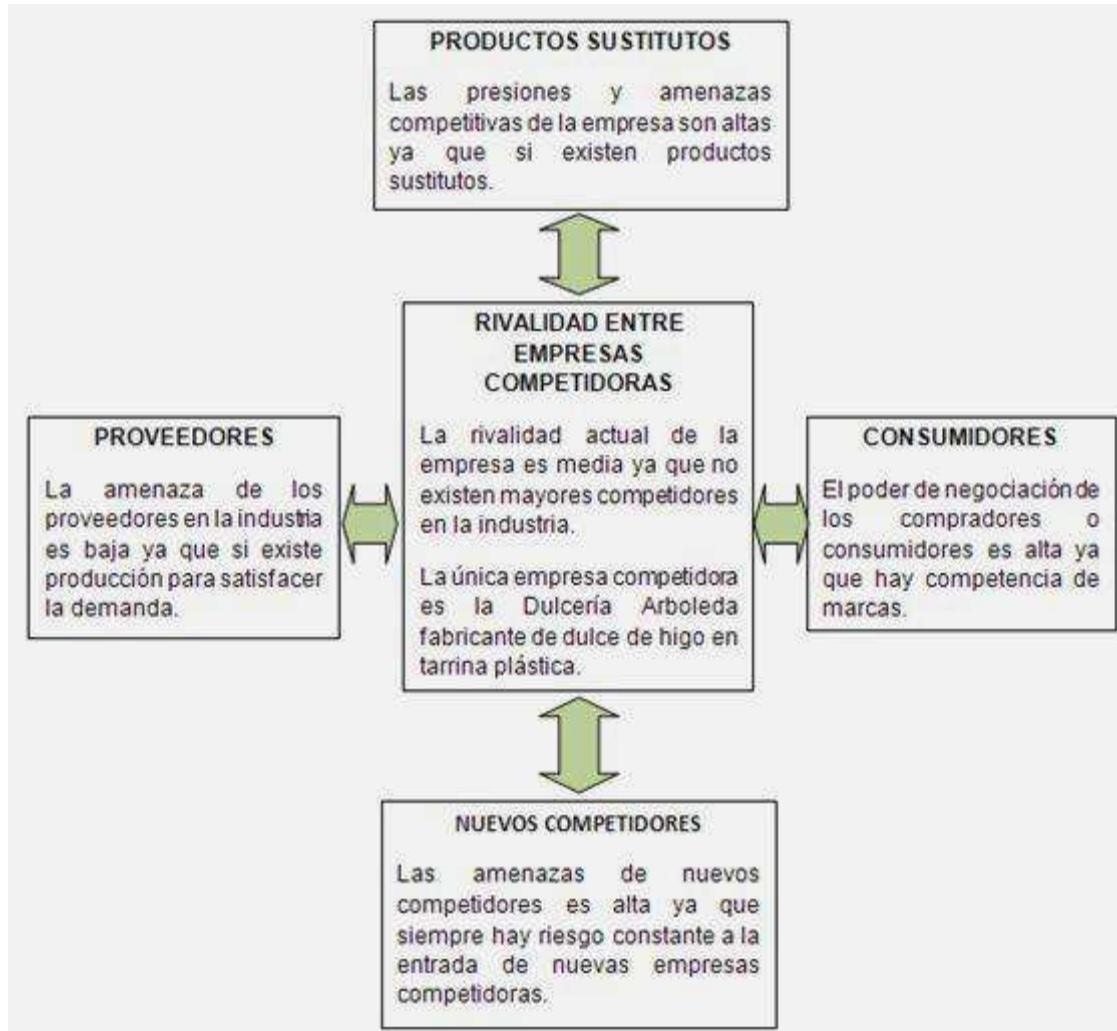 PRODUCTOS SUSTITUTOS
Las presiones y amenazas
competitivas de la empresa son altas
ya que si existen productos
sustitutos.
RIVALIDAD ENTRE
EMPRESAS
COMPETIDORAS
La rivalidad actual de la
empresa es media ya que no
existen mayores competidores
en la industria.
La única empresa competidora
es la Dulcería Arboleda
fabricante de dulce de higo en
tarrina plástica.
PROVEEDORES
La amenaza de los
proveedores en la industria
es baja ya que si existe
producción para satisfacer
la demanda.
CONSUMIDORES
El poder de negociación de
los compradores o
consumidores es alta ya
que hay competencia de
marcas.
NUEVOS COMPETIDORES
Las amenazas de nuevos
competidores es alta ya que
siempre hay riesgo constante a la
entrada de nuevas empresas
competidoras.